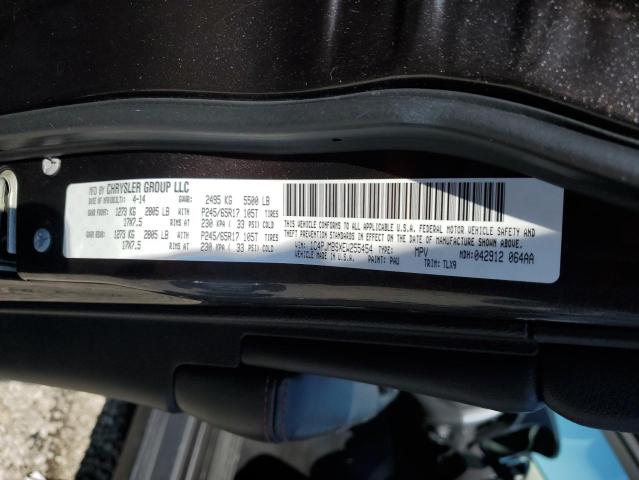 MFD BY CHRYSLER GROUP LLC
DATE OF MFR(BUILT): 4-14 GVWR: 2495 KG 5500 LB
GAWR FRONT: 1273 KG 2805 LB WITH P245/65R17 105T TIRES
17X7.5 RIMS AT 230 KPA ( 33 PSI) COLD
GAWR REAR: 1273 KG 2805 LB WITH P245/65R17 105T TIRES
17X7.5 RIMS AT 230 KPA ( 33 PSI) COLD
THIS VEHICLE CONFORMS TO ALL APPLICABLE U.S.A. FEDERAL MOTOR VEHICLE SAFETY AND
THEFT PREVENTION STANDARDS IN EFFECT ON THE DATE OF MANUFACTURE SHOWN ABOVE.
VIN: TYPE: MPV MDH:042912 064AA
VEHICLE MADE IN U.S.A. PAINT: PAU TRIM: TLX9